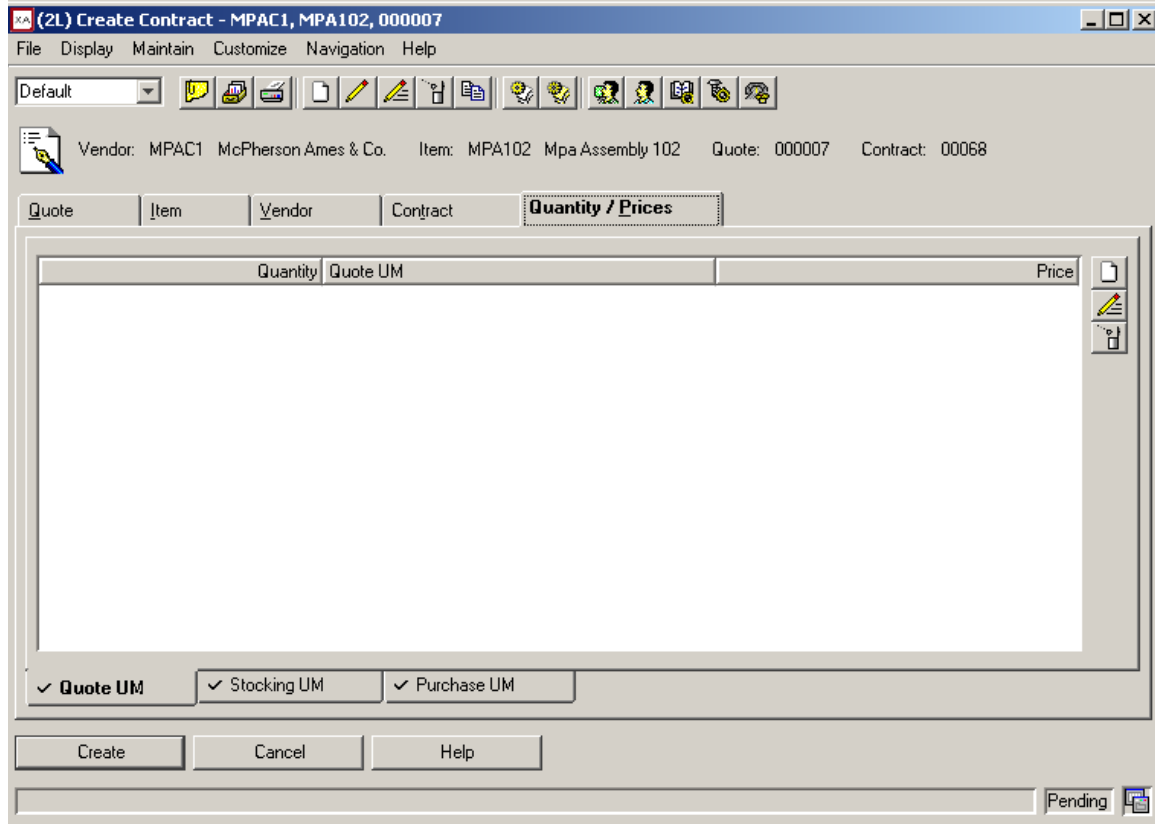 XA (2L) Create Contract - MPAC1, MPA102, 000007
File Display Maintain Customize Navigation Help
Default
Vendor: MPAC1 McPherson Ames & Co. Item: MPA102 Mpa Assembly 102 Quote: 000007 Contract: 00068
Quote Item Vendor Contract Quantity / Prices
Quantity Quote UM Price
Quote UM Stocking UM Purchase UM
Create Cancel Help
Pending